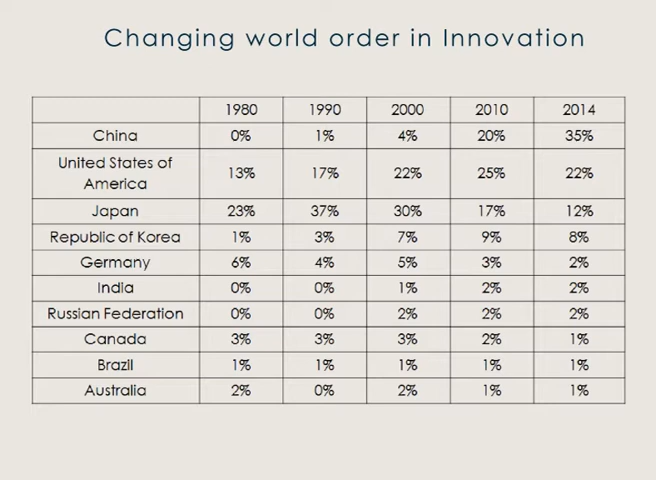 Changing world order in Innovation
1980 1990 2000 2010 2014
China 0% 1% 4% 20% 35%
United States of
America 13% 17% 22% 25% 22%
Japan 23% 37% 30% 17% 12%
Republic of Korea 1% 3% 7% 9% 8%
Germany 6% 4% 5% 3% 2%
India 0% 0% 1% 2% 2%
Russian Federation 0% 0% 2% 2% 2%
Canada 3% 3% 3% 2% 1%
Brazil 1% 1% 1% 1% 1%
Australia 2% 0% 2% 1% 1%